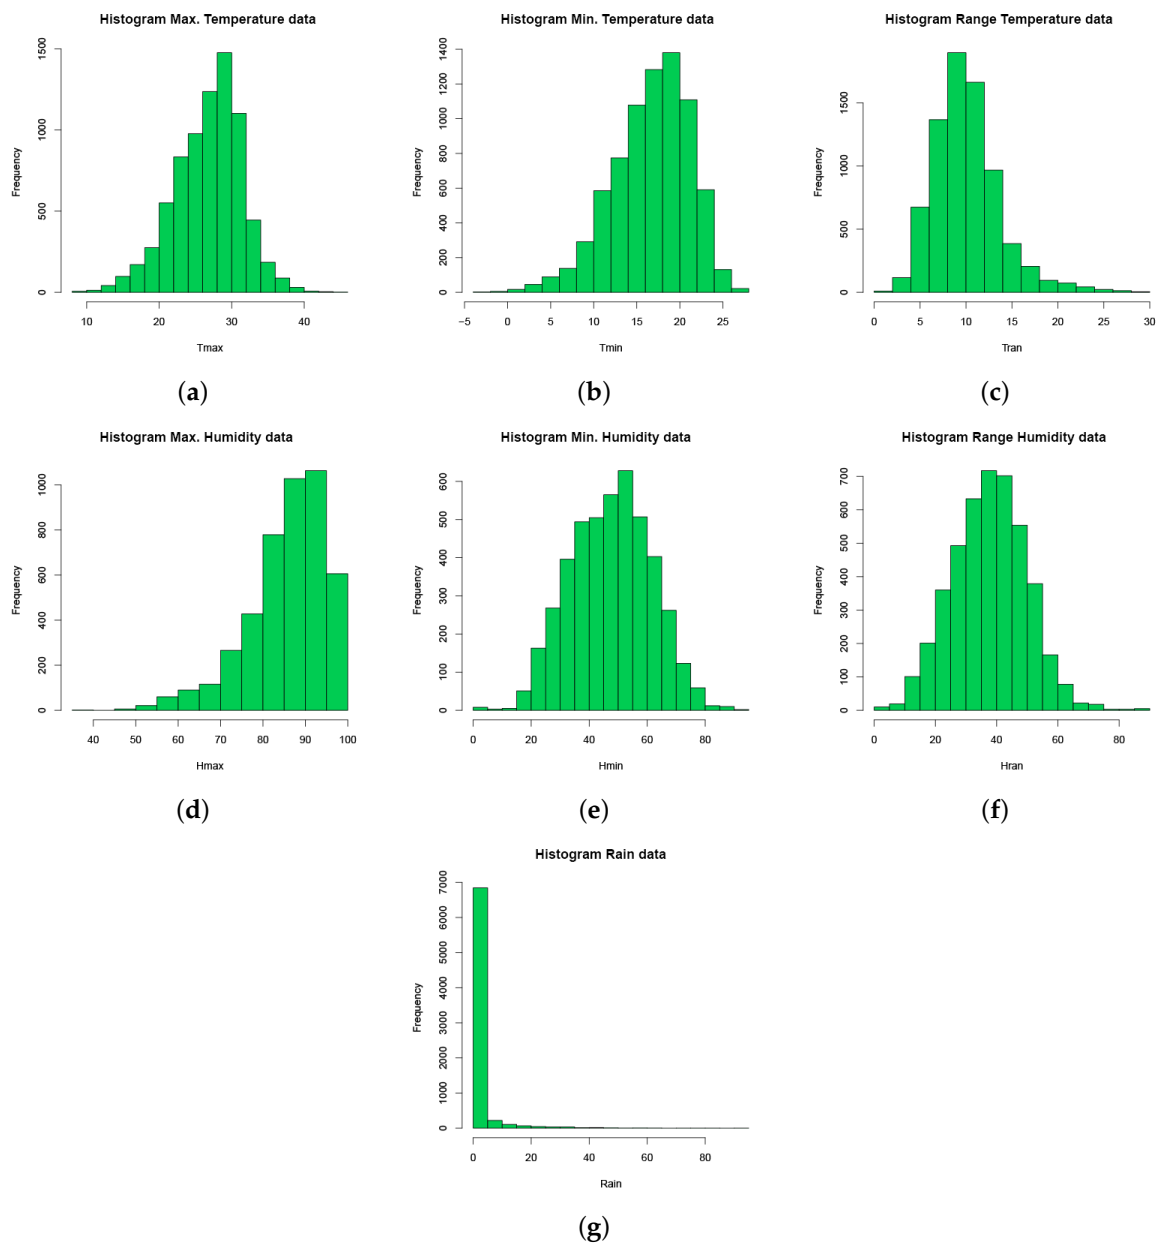 Histogram Max. Temperature data
Frequency
0 500 1000 1500
10 20 30 40
Tmax
(a)
Histogram Min. Temperature data
Frequency
0 200 400 600 800 1000 1200 1400
−5 0 5 10 15 20 25
Tmin
(b)
Histogram Range Temperature data
Frequency
0 500 1000 1500
0 5 10 15 20 25 30
Tran
(c)
Histogram Max. Humidity data
Frequency
0 200 400 600 800 1000
40 50 60 70 80 90 100
Hmax
(d)
Histogram Min. Humidity data
Frequency
0 100 200 300 400 500 600
0 20 40 60 80
Hmin
(e)
Histogram Range Humidity data
Frequency
0 100 200 300 400 500 600 700
0 20 40 60 80
Hran
(f)
Histogram Rain data
Frequency
0 1000 2000 3000 4000 5000 6000 7000
0 20 40 60 80
Rain
(g)